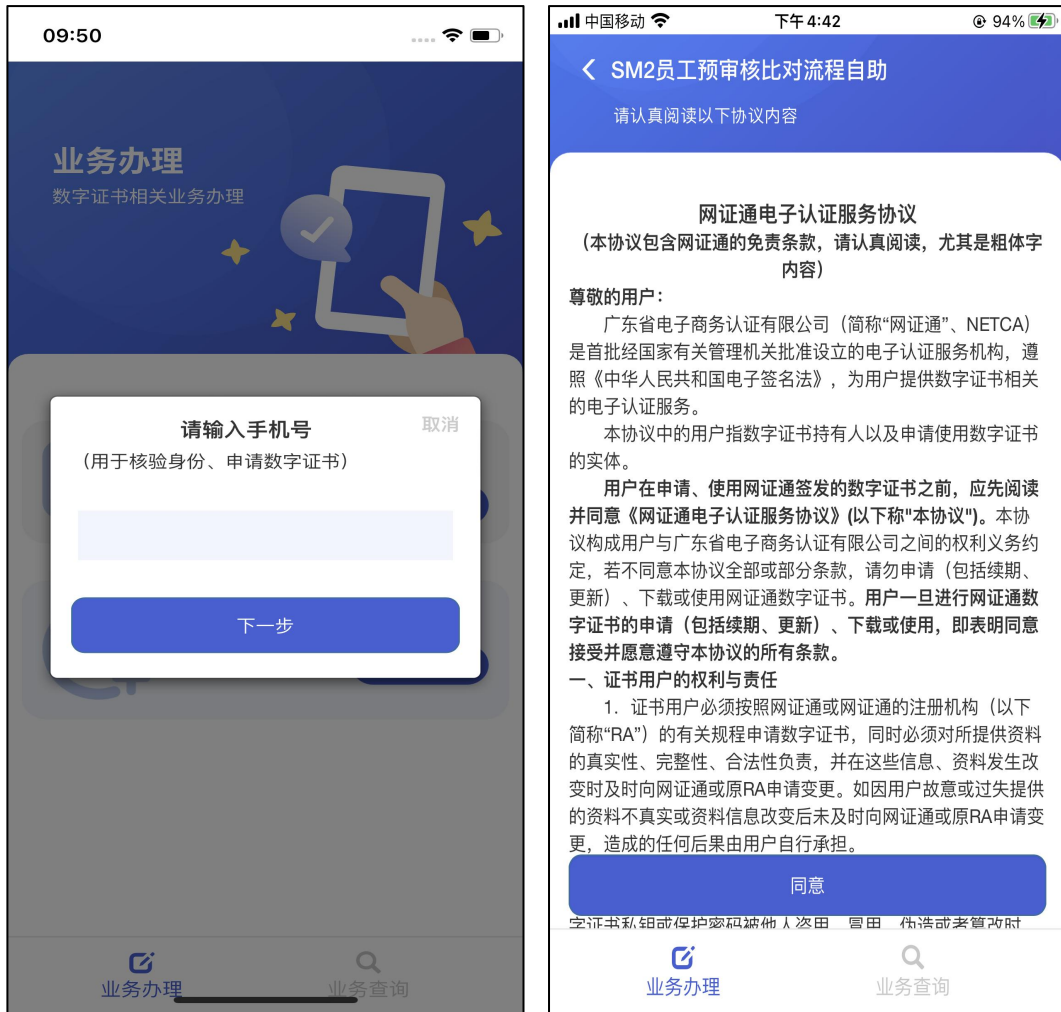 09:50
业务办理
数字证书相关业务办理
请输入手机号
取消
(用于核验身份、申请数字证书)
下一步
业务办理
业务查询
中国移动
下午 4:42
94%
SM2员工预审核比对流程自助
请认真阅读以下协议内容
网证通电子认证服务协议
（本协议包含网证通的免责条款，请认真阅读，尤其是粗体字
内容）
尊敬的用户：
广东省电子商务认证有限公司（简称“网证通”、NETCA）
是首批经国家有关管理机关批准设立的电子认证服务机构，遵
照《中华人民共和国电子签名法》，为用户提供数字证书相关
的电子认证服务。
本协议中的用户指数字证书持有人以及申请使用数字证书
的实体。
用户在申请、使用网证通签发的数字证书之前，应先阅读
并同意《网证通电子认证服务协议》(以下称"本协议")。本协
议构成用户与广东省电子商务认证有限公司之间的权利义务约
定，若不同意本协议全部或部分条款，请勿申请（包括续期、
更新）、下载或使用网证通数字证书。用户一旦进行网证通数
字证书的申请（包括续期、更新）、下载或使用，即表明同意
接受并愿意遵守本协议的所有条款。
一、证书用户的权利与责任
1. 证书用户必须按照网证通或网证通的注册机构（以下
简称“RA”）的有关规程申请数字证书，同时必须对所提供资料
的真实性、完整性、合法性负责，并在这些信息、资料发生改
变时及时向网证通或原RA申请变更。如因用户故意或过失提供
的资料不真实或资料信息改变后未及时向网证通或原RA申请变
更，造成的任何后果由用户自行承担。
同意
字证书私钥或保护密码被他人盗用、冒用、伪造或者篡改时
业务办理
业务查询